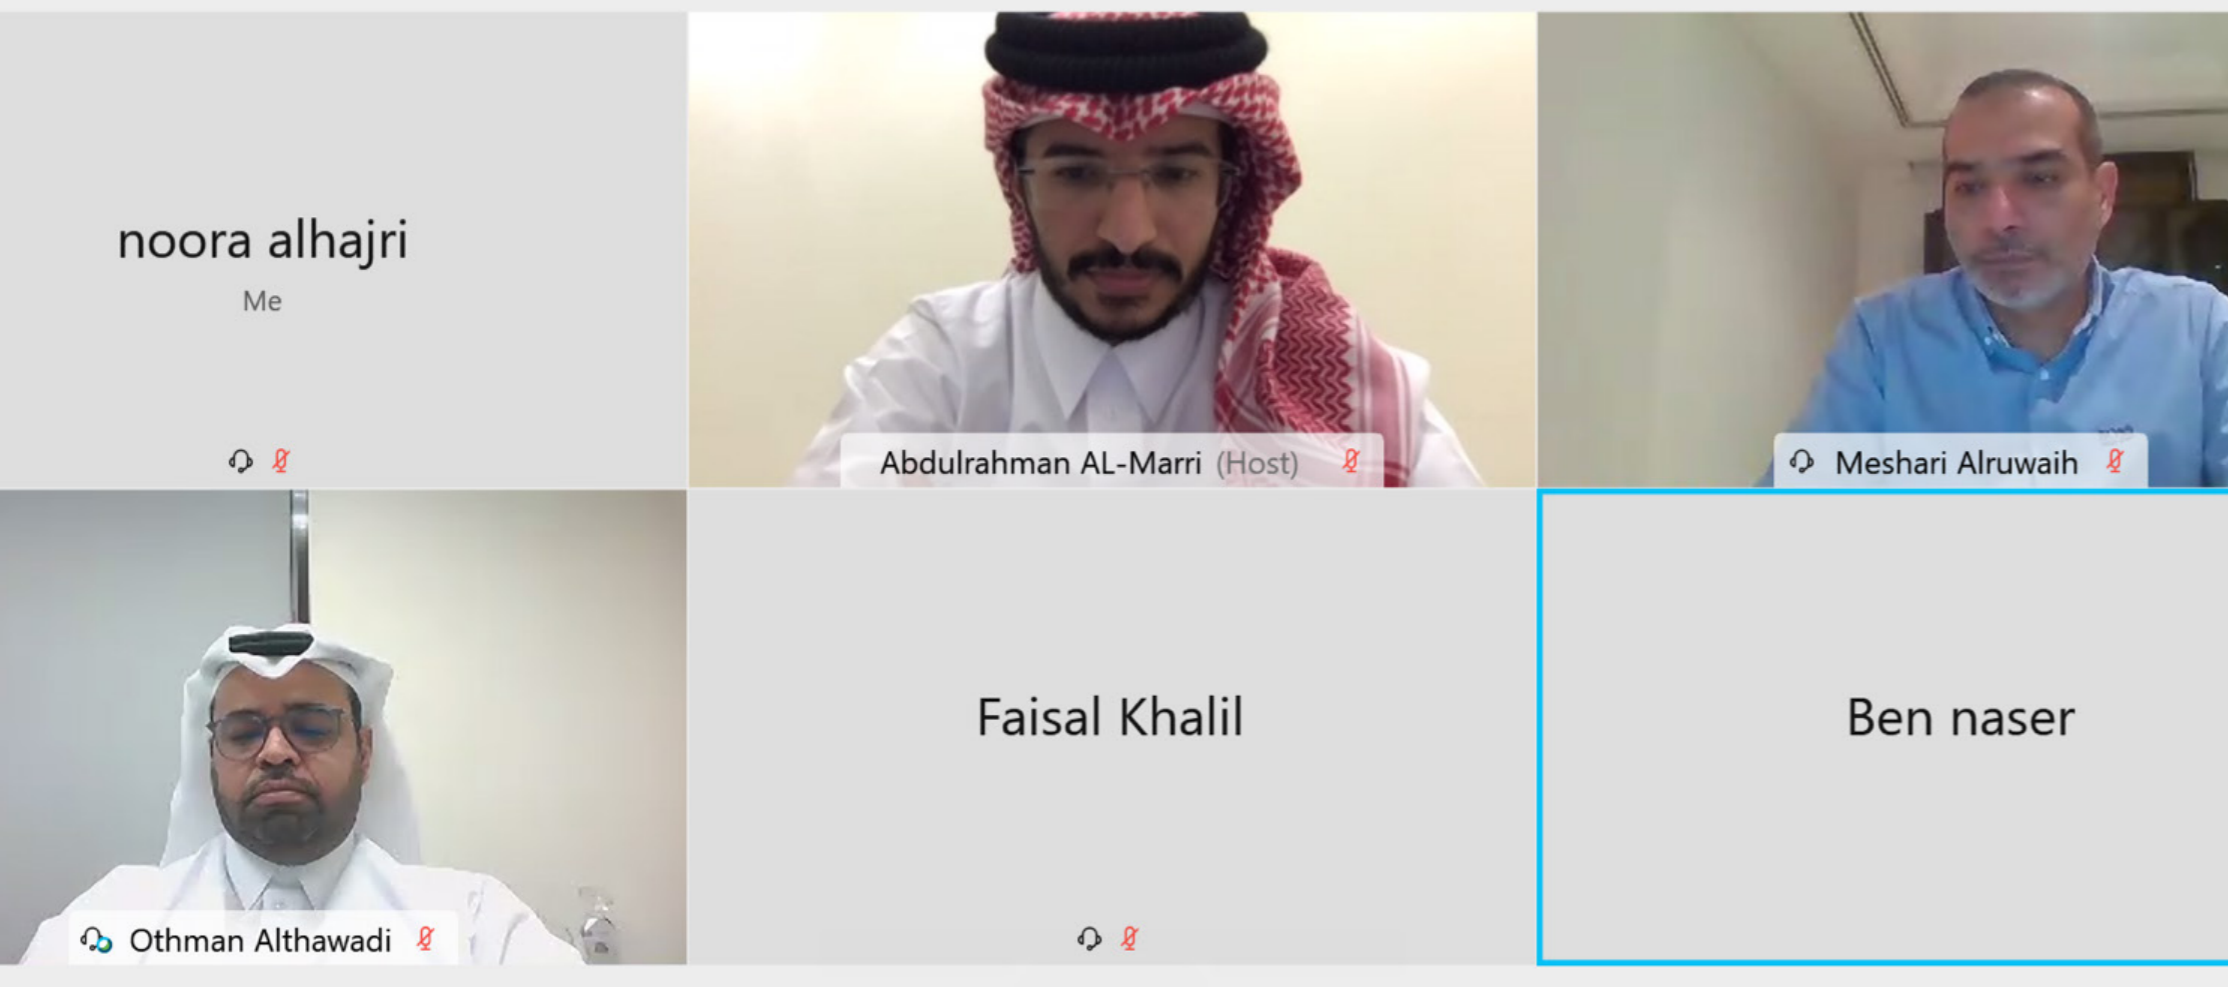 noora alhajri
Me
Abdulrahman AL-Marri (Host)
Meshari Alruwaih
Othman Althawadi
Faisal Khalil
Ben naser